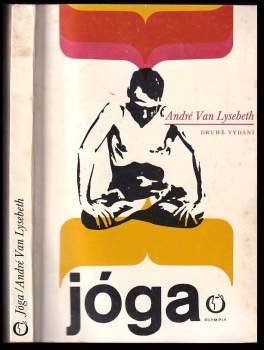 Jóga / André Van Lysebeth
André Van Lysebeth
DRUHÉ VYDÁNÍ
jóga
OLYMPIA